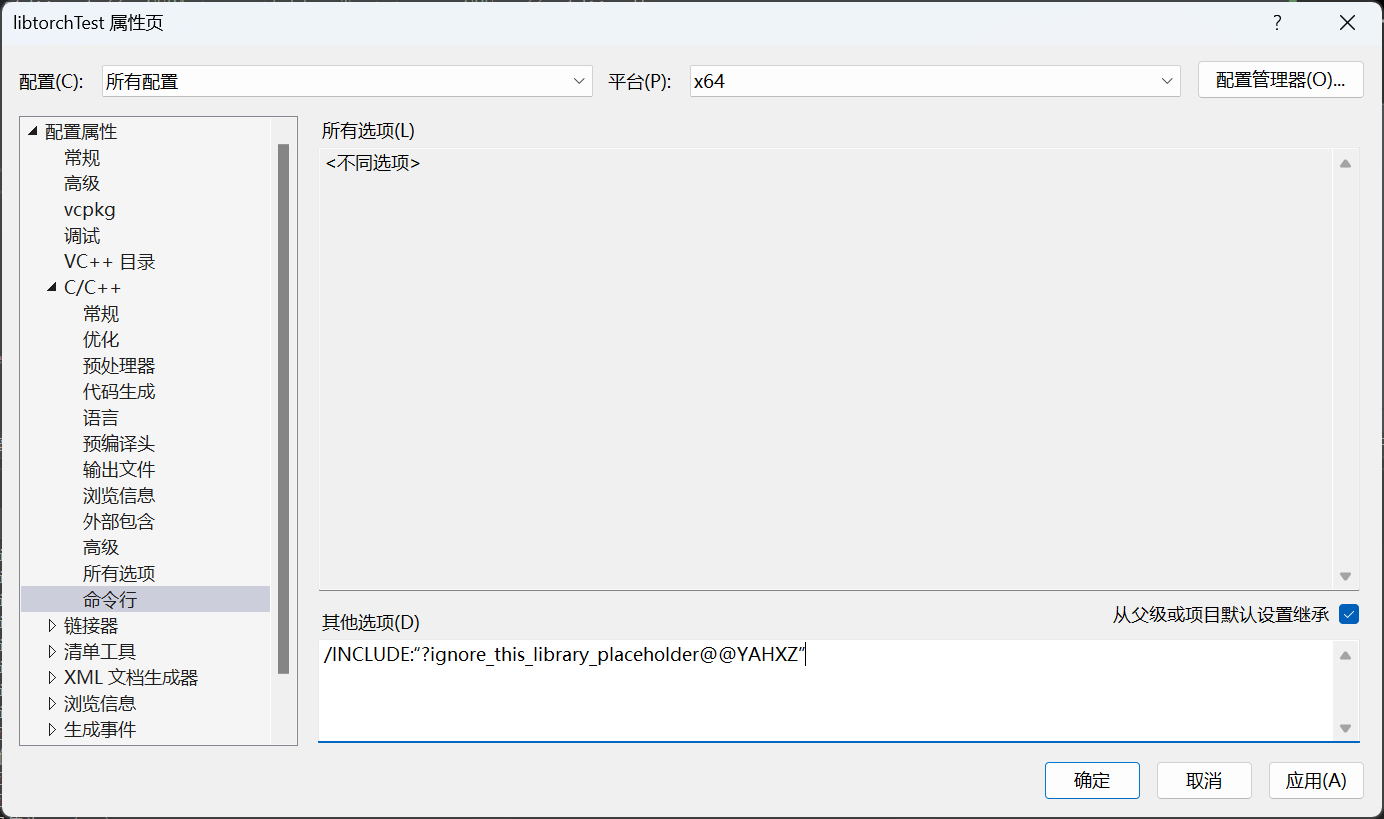 libtorchTest 属性页
?
配置(C):
所有配置
平台(P):
x64
配置管理器(O)...
配置属性
常规
高级
vcpkg
调试
VC++ 目录
C/C++
常规
优化
预处理器
代码生成
语言
预编译头
输出文件
浏览信息
外部包含
高级
所有选项
命令行
链接器
清单工具
XML 文档生成器
浏览信息
生成事件
所有选项(L)
<不同选项>
其他选项(D)
从父级或项目默认设置继承
/INCLUDE:“?ignore_this_library_placeholder@@YAHXZ”
确定
取消
应用(A)